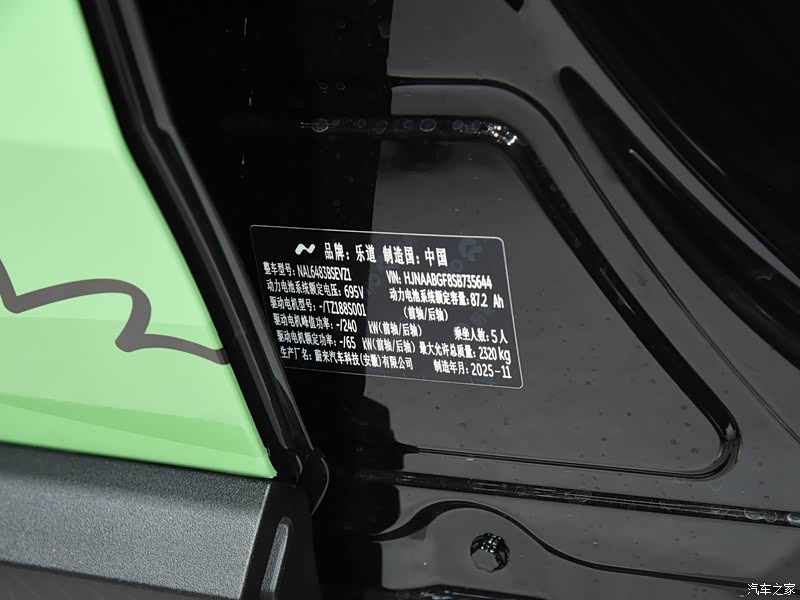 品牌：乐道 制造国：中国
整车型号：NAL6483BSEVZ1 VIN: HJNAABGF8SB735644
动力电池系统额定电压：695V 动力电池系统额定容量：87.2 Ah
驱动电机型号：-/TZ188S001 (前轴/后轴)
驱动电机峰值功率：-/240 kW(前轴/后轴) 乘坐人数：5人
驱动电机额定功率：-/65 kW(前轴/后轴) 最大允许总质量：2320 kg
生产厂名：蔚来汽车科技(安徽)有限公司 制造年月：2025-11
汽车之家